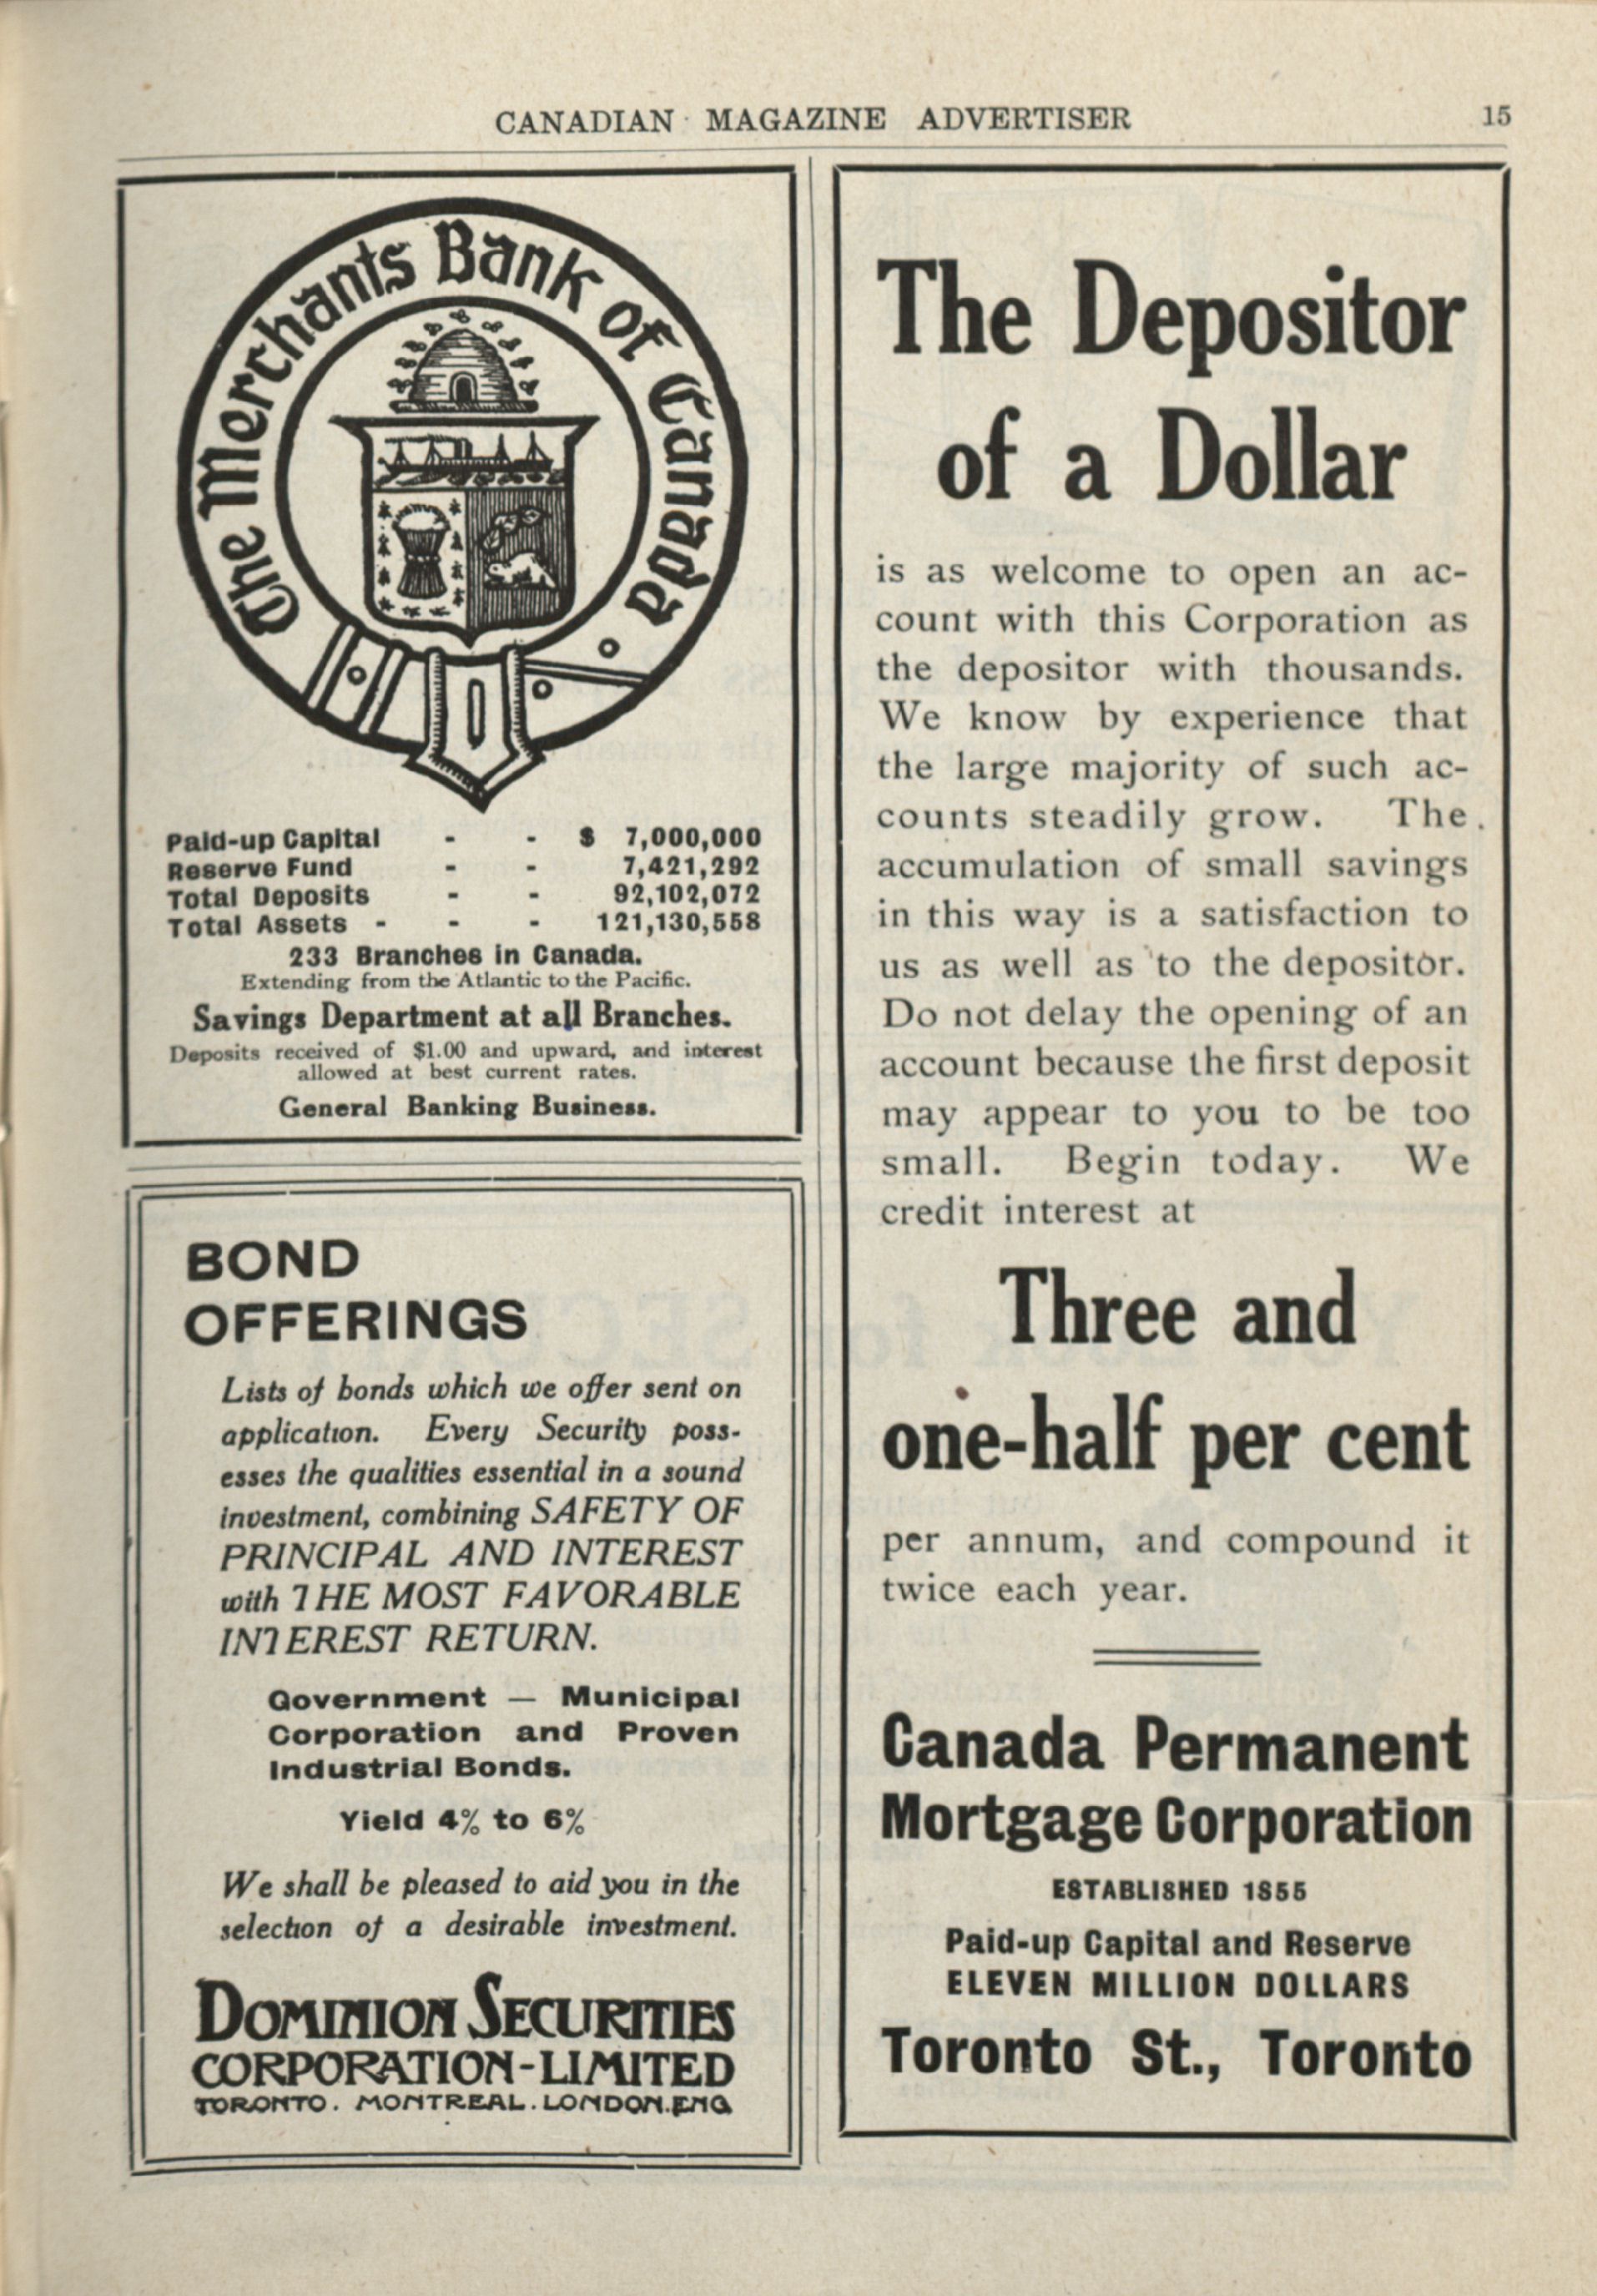 CANADIAN MAGAZINE ADVERTISER 15
The Merchants Bank of Canada
Paid-up Capital - - $ 7,000,000
Reserve Fund - - 7,421,292
Total Deposits - - 92,102,072
Total Assets - - - 121,130,558
233 Branches in Canada.
Extending from the Atlantic to the Pacific.
Savings Department at all Branches.
Deposits received of $1.00 and upward, and interest
allowed at best current rates.
General Banking Business.
BOND
OFFERINGS
Lists of bonds which we offer sent on
application. Every Security poss-
esses the qualities essential in a sound
investment, combining SAFETY OF
PRINCIPAL AND INTEREST
with THE MOST FAVORABLE
INTEREST RETURN.
Government — Municipal
Corporation and Proven
Industrial Bonds.
Yield 4% to 6%
We shall be pleased to aid you in the
selection of a desirable investment.
DOMINION SECURITIES
CORPORATION-LIMITED
TORONTO. MONTREAL. LONDON. ENG
The Depositor
of a Dollar
is as welcome to open an ac-
count with this Corporation as
the depositor with thousands.
We know by experience that
the large majority of such ac-
counts steadily grow. The
accumulation of small savings
in this way is a satisfaction to
us as well as to the depositor.
Do not delay the opening of an
account because the first deposit
may appear to you to be too
small. Begin today. We
credit interest at
Three and
one-half per cent
per annum, and compound it
twice each year.
Canada Permanent
Mortgage Corporation
ESTABLISHED 1855
Paid-up Capital and Reserve
ELEVEN MILLION DOLLARS
Toronto St., Toronto